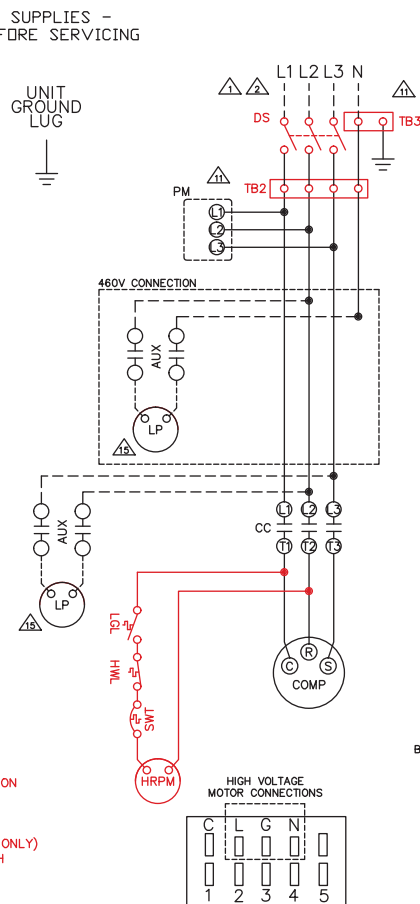 SUPPLIES –
FORE SERVICING
UNIT
GROUND
LUG
L1 L2 L3 N
1 2 11
DS
TB3
11
TB2
PM
L1
L2
L3
460V CONNECTION
AUX
LP
15
L1 L2 L3
CC
T1 T2 T3
AUX
LP
15
LGL
HWL
SWT
R
C S
COMP
HRPM
B
ON
HIGH VOLTAGE
MOTOR CONNECTIONS
ONLY)
H
C L G N
1 2 3 4 5